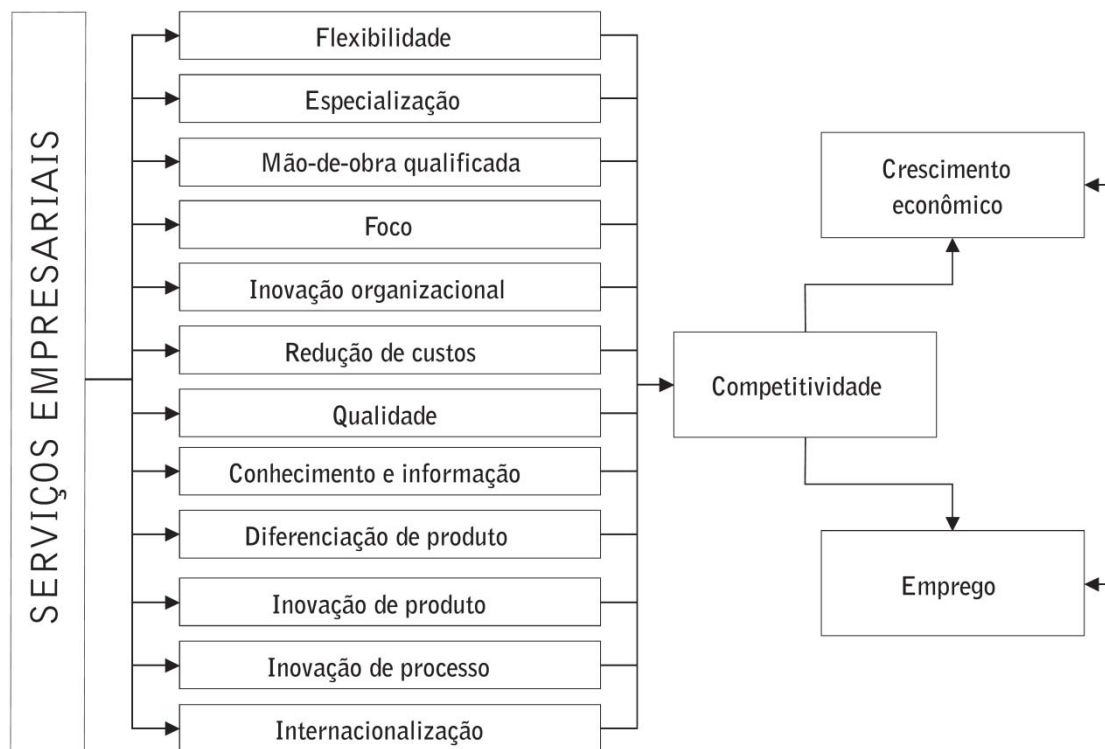 SERVIÇOS EMPRESARIAIS
Flexibilidade
Especialização
Mão-de-obra qualificada
Foco
Inovação organizacional
Redução de custos
Qualidade
Conhecimento e informação
Diferenciação de produto
Inovação de produto
Inovação de processo
Internacionalização
Competitividade
Crescimento
econômico
Emprego